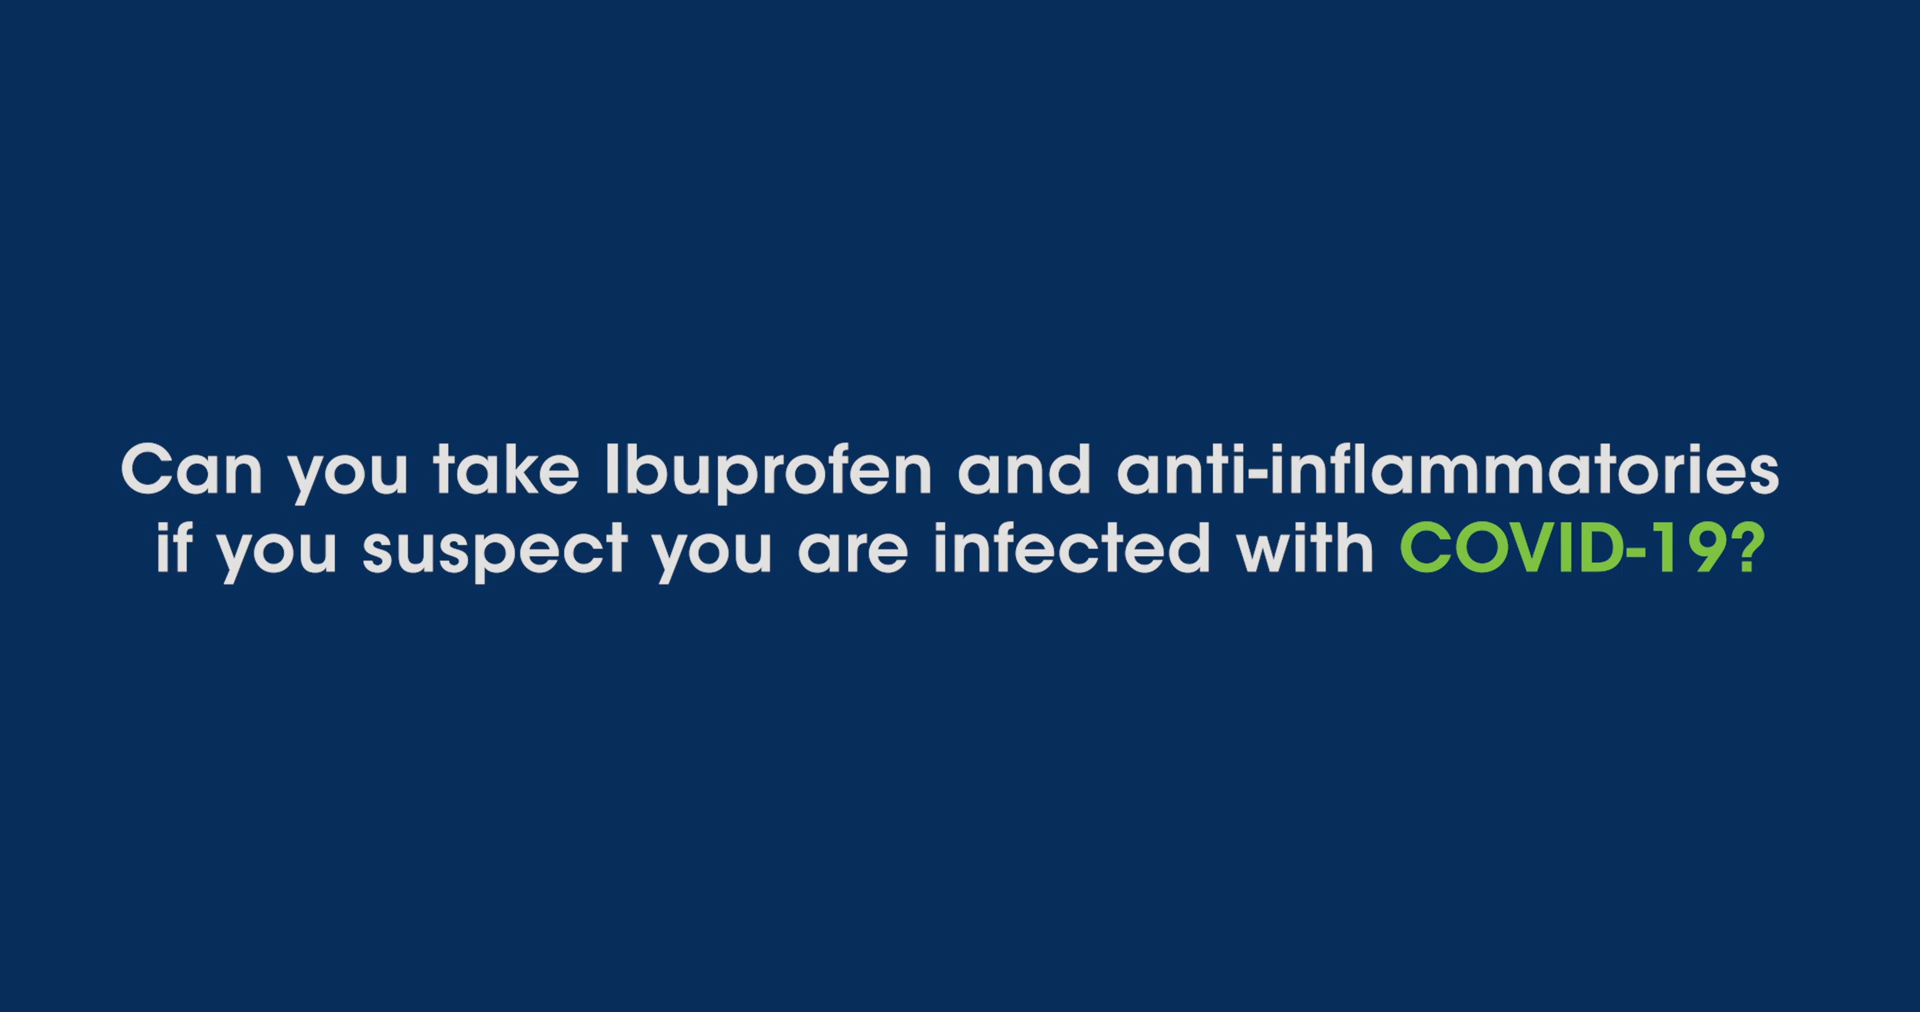 Can you take Ibuprofen and anti-inflammatories
if you suspect you are infected with COVID-19?